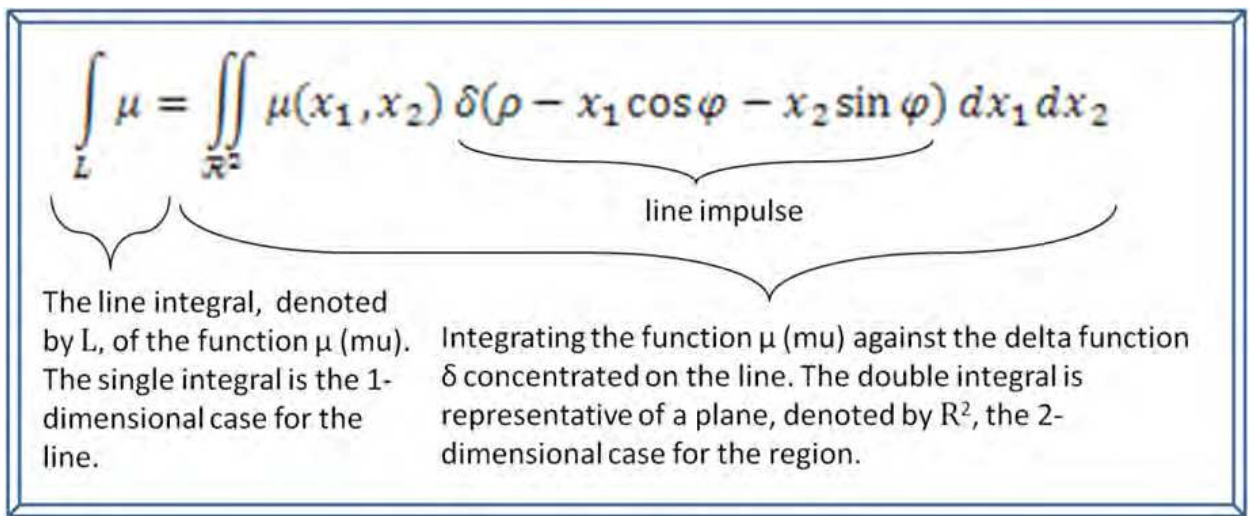 ∫_L μ = ∬_{R²} μ(x₁,x₂) δ(ρ − x₁ cos φ − x₂ sin φ) dx₁ dx₂
line impulse
The line integral, denoted
by L, of the function μ (mu).
The single integral is the 1-
dimensional case for the
line.
Integrating the function μ (mu) against the delta function
δ concentrated on the line. The double integral is
representative of a plane, denoted by R², the 2-
dimensional case for the region.